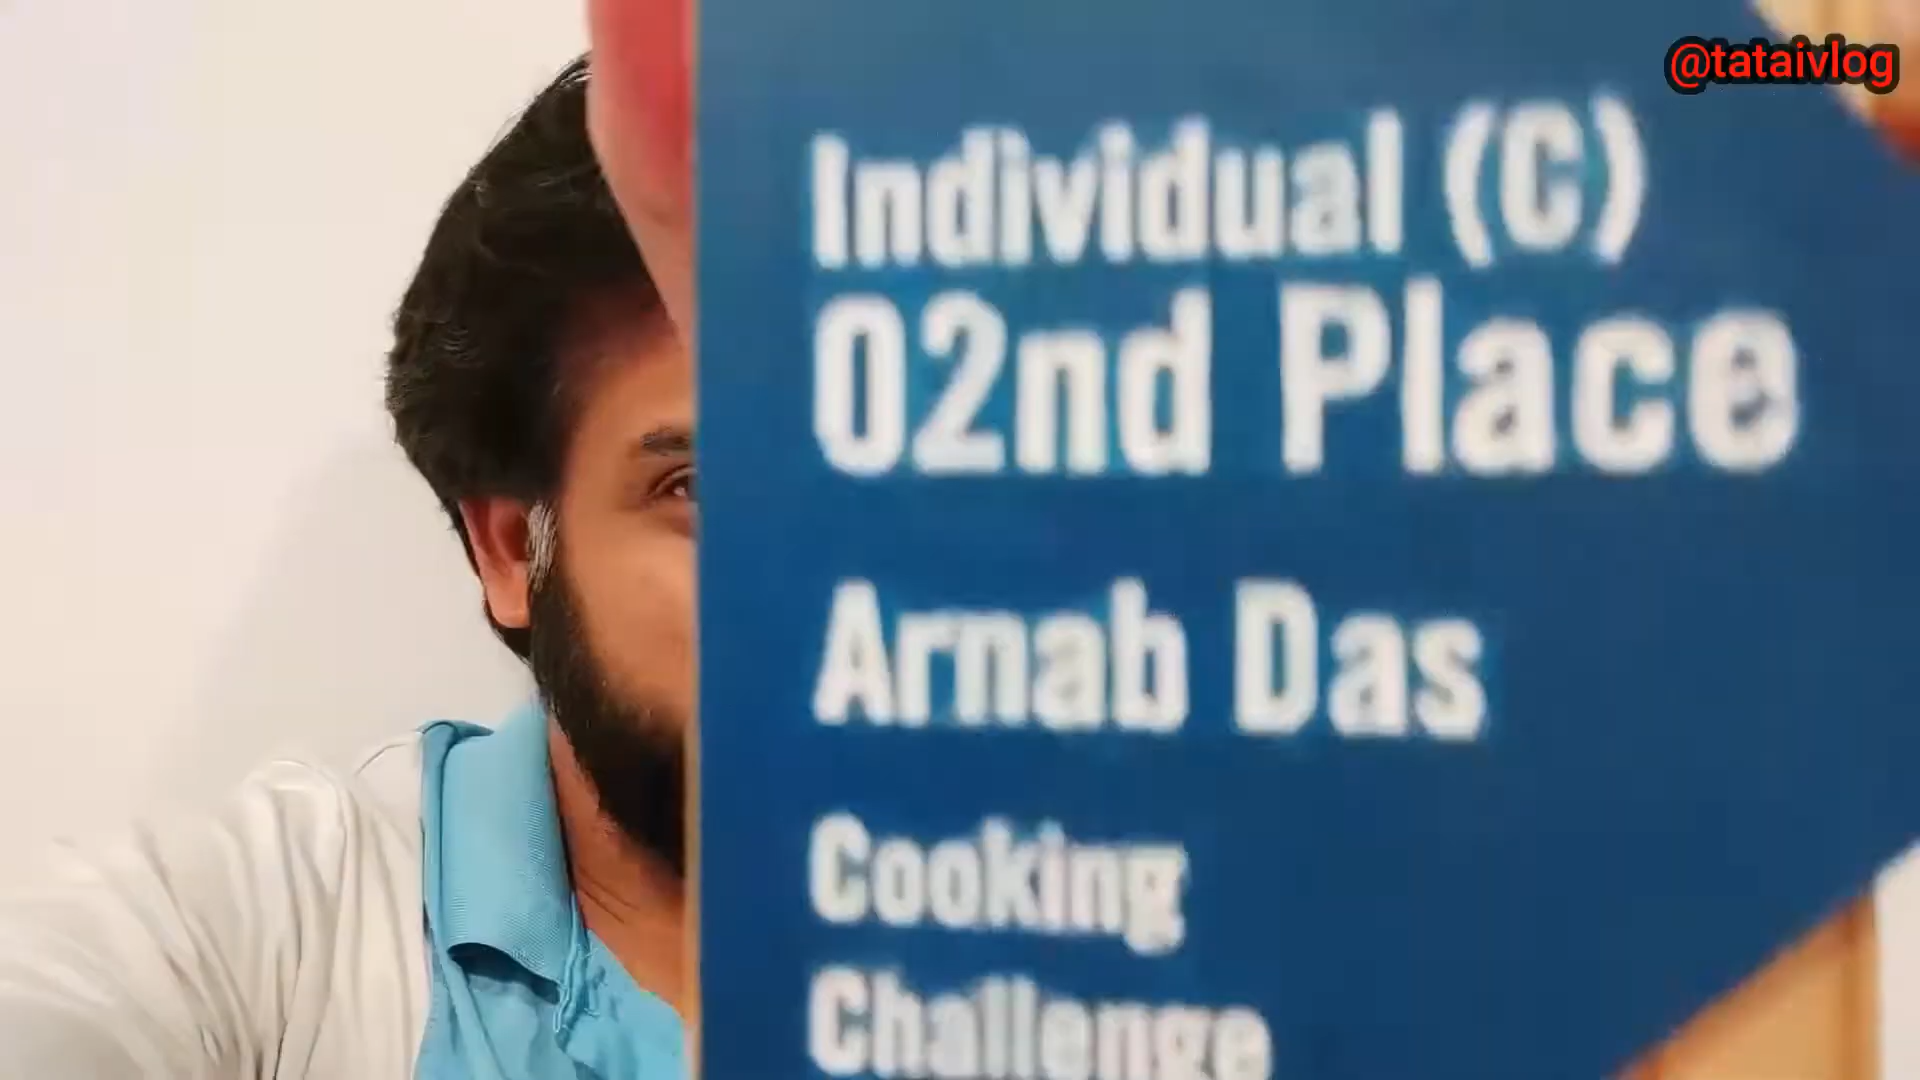 @tataivlog
Individual (C)
02nd Place
Arnab Das
Cooking
Challenge